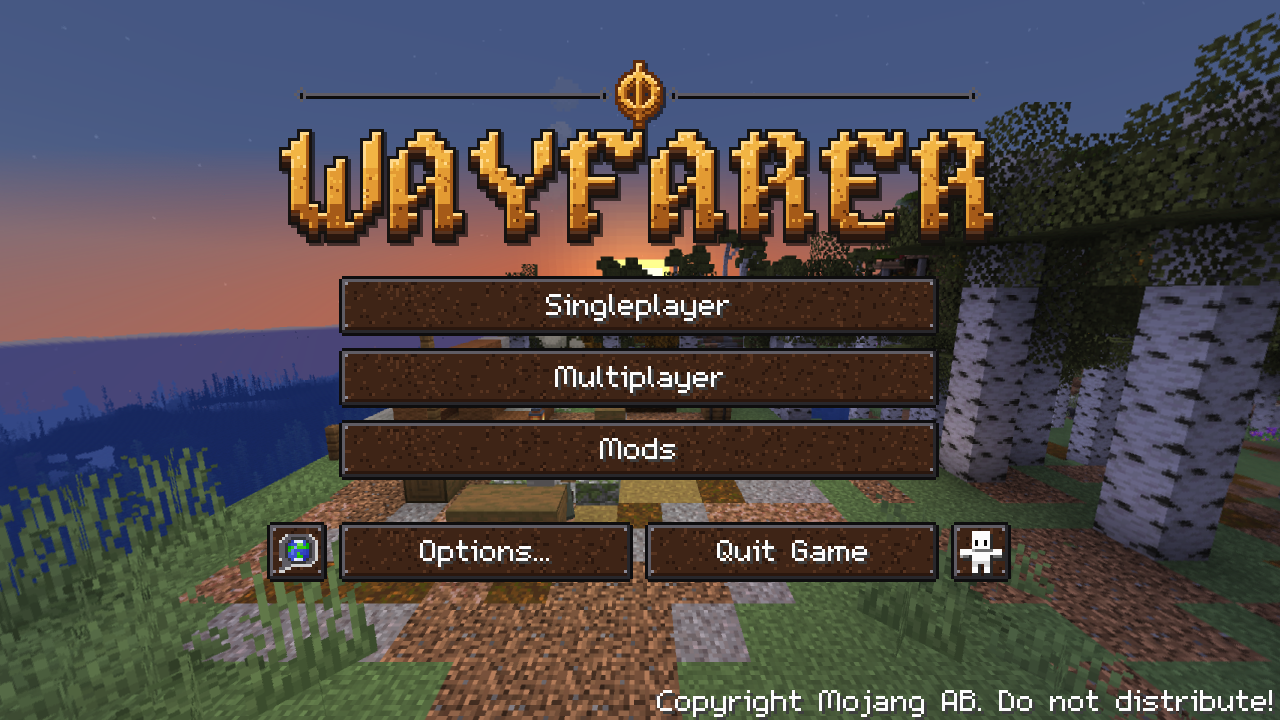 WAYFARER
Singleplayer
Multiplayer
Mods
Options... Quit Game
Copyright Mojang AB. Do not distribute!